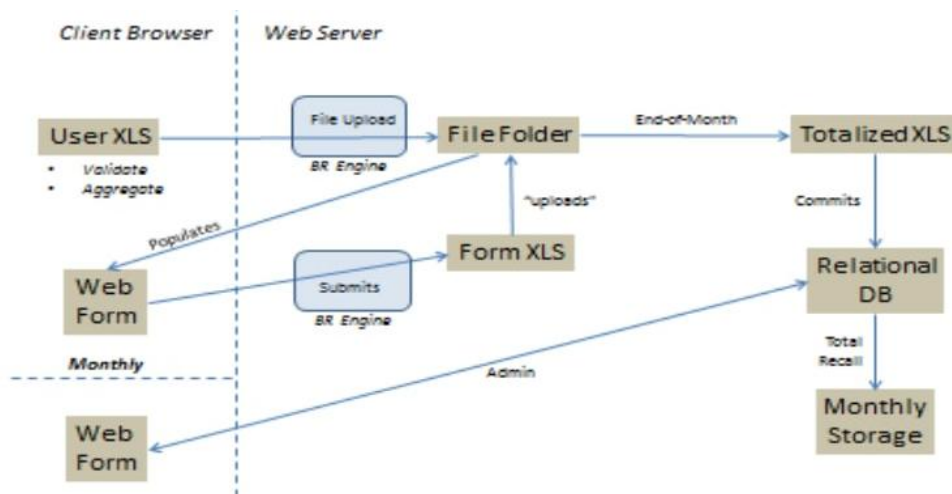 Client Browser
Web Server
User XLS
• Validate
• Aggregate
File Upload
BR Engine
File Folder
End-of-Month
Totalized XLS
Populates
"uploads"
Commits
Web
Form
Submits
BR Engine
Form XLS
Relational
DB
Monthly
Total
Recall
Admin
Web
Form
Monthly
Storage